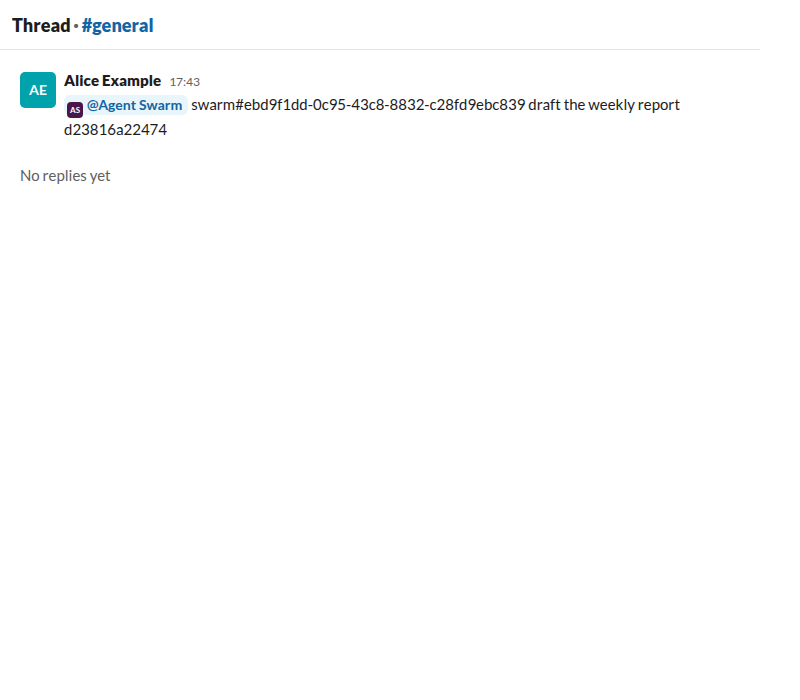 Thread • #general
AE
Alice Example 17:43
AS @Agent Swarm swarm#ebd9f1dd-0c95-43c8-8832-c28fd9ebc839 draft the weekly report
d23816a22474
No replies yet